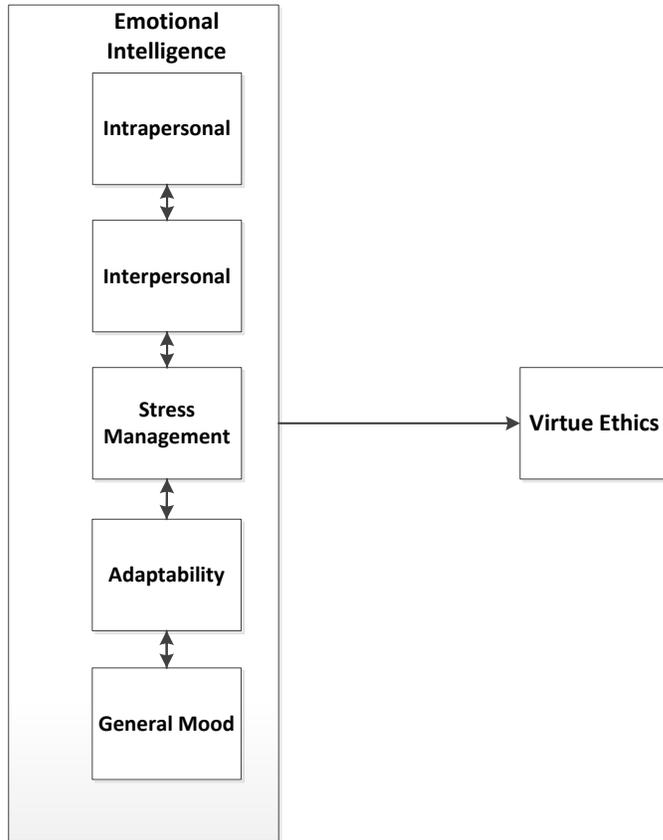 Emotional
Intelligence
Intrapersonal
Interpersonal
Stress
Management
Virtue Ethics
Adaptability
General Mood